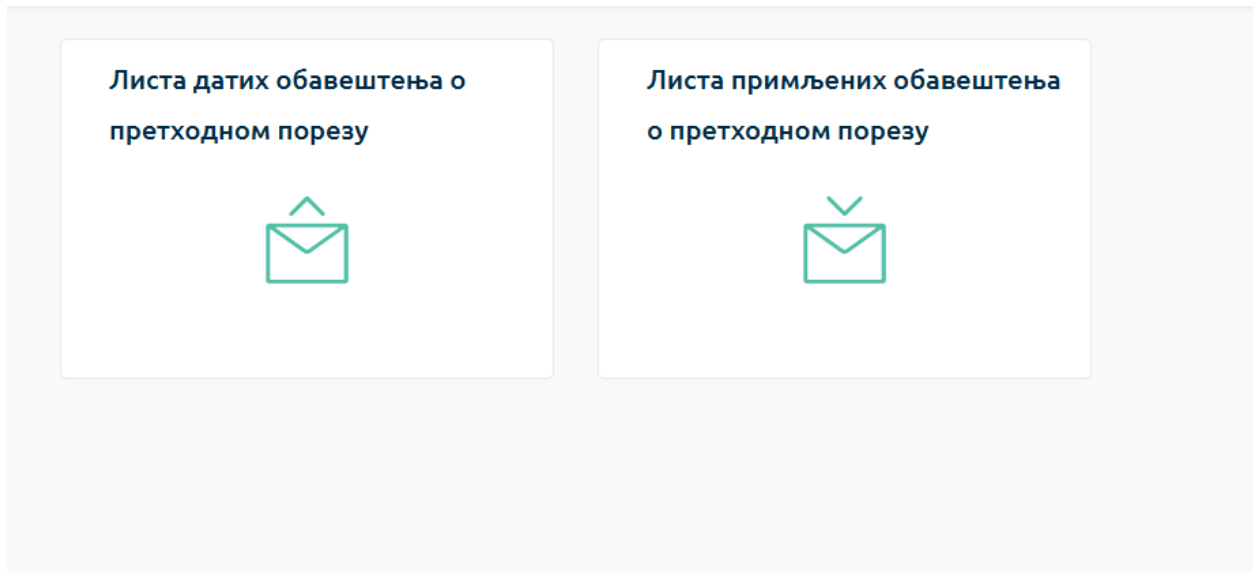 Листа датих обавештења о
претходном порезу
Листа примљених обавештења
о претходном порезу